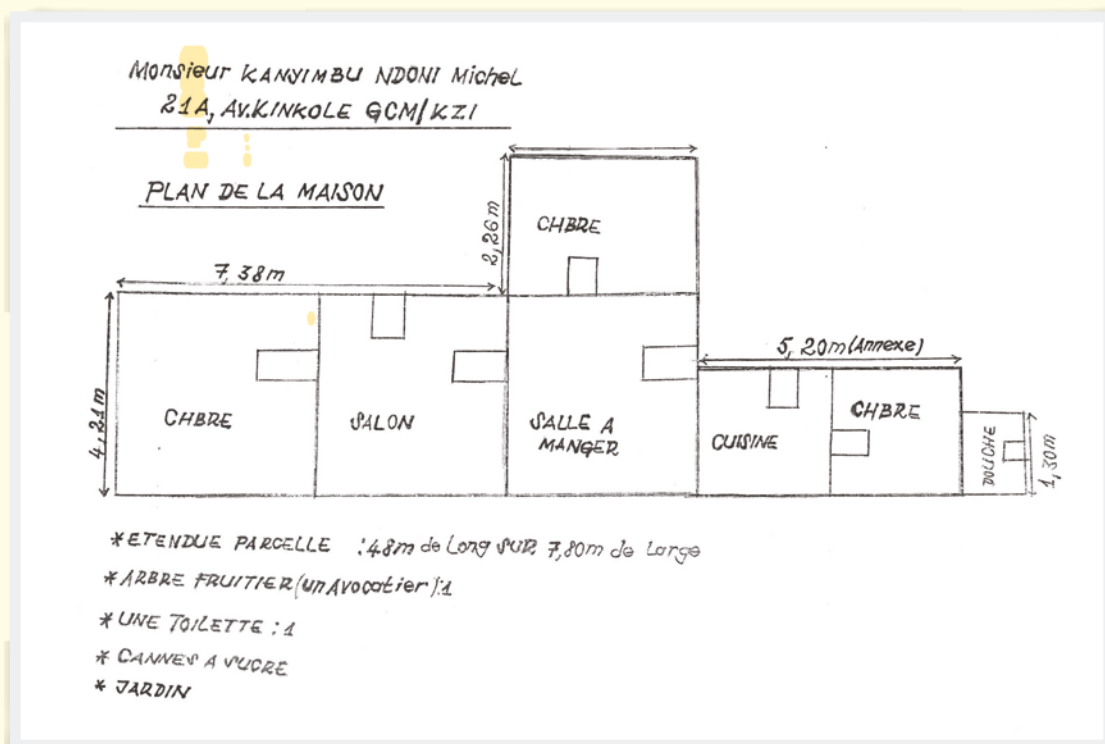 Monsieur KANYIMBU NDONI Michel
21A, AV.KINKOLE GCM/KZI
PLAN DE LA MAISON
CHBRE
2,26m
7,38m
5,20m(Annexe)
4,21m
CHBRE
SALON
SALLE A
MANGER
CUISINE
CHBRE
DOUCHE
1,30m
*ETENDUE PARCELLE :48m de Long SUR 7,80m de Large
*ARBRE FRUITIER(un Avocatier):1
*UNE TOILETTE :1
* CANNES A SUCRE
* JARDIN